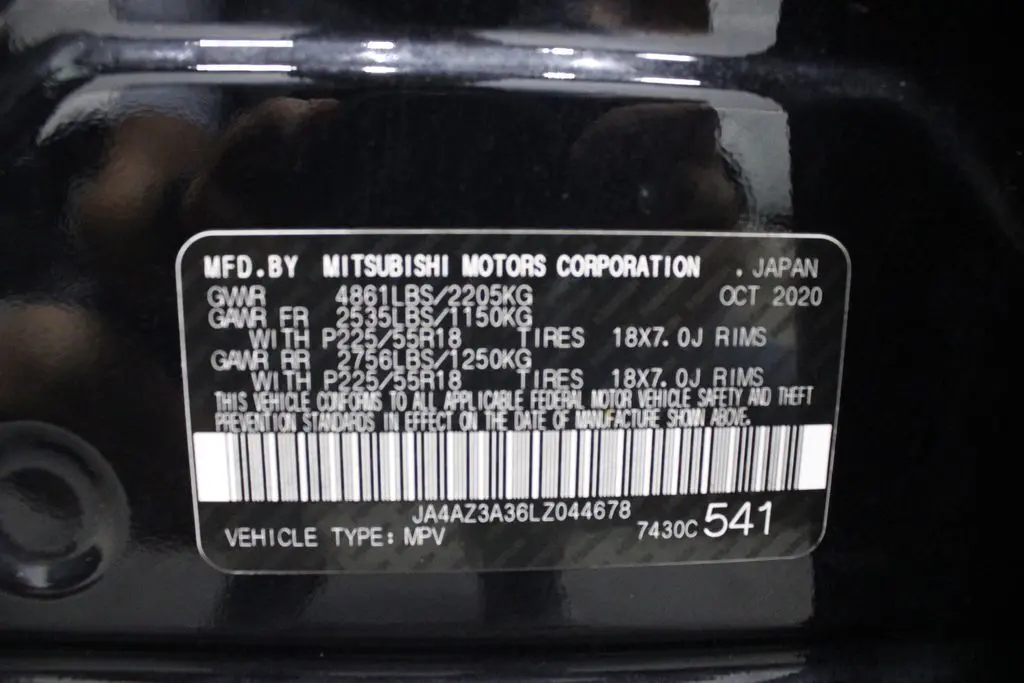 MFD.BY MITSUBISHI MOTORS CORPORATION . JAPAN
GVWR 4861LBS/2205KG OCT 2020
GAWR FR 2535LBS/1150KG
WITH P225/55R18 TIRES 18X7.0J RIMS
GAWR RR 2756LBS/1250KG
WITH P225/55R18 TIRES 18X7.0J RIMS
THIS VEHICLE CONFORMS TO ALL APPLICABLE FEDERAL MOTOR VEHICLE SAFETY AND THEFT
PREVENTION STANDARDS IN EFFECT ON THE DATE OF MANUFACTURE SHOWN ABOVE.
JA4AZ3A36LZ044678
VEHICLE TYPE: MPV 7430C 541